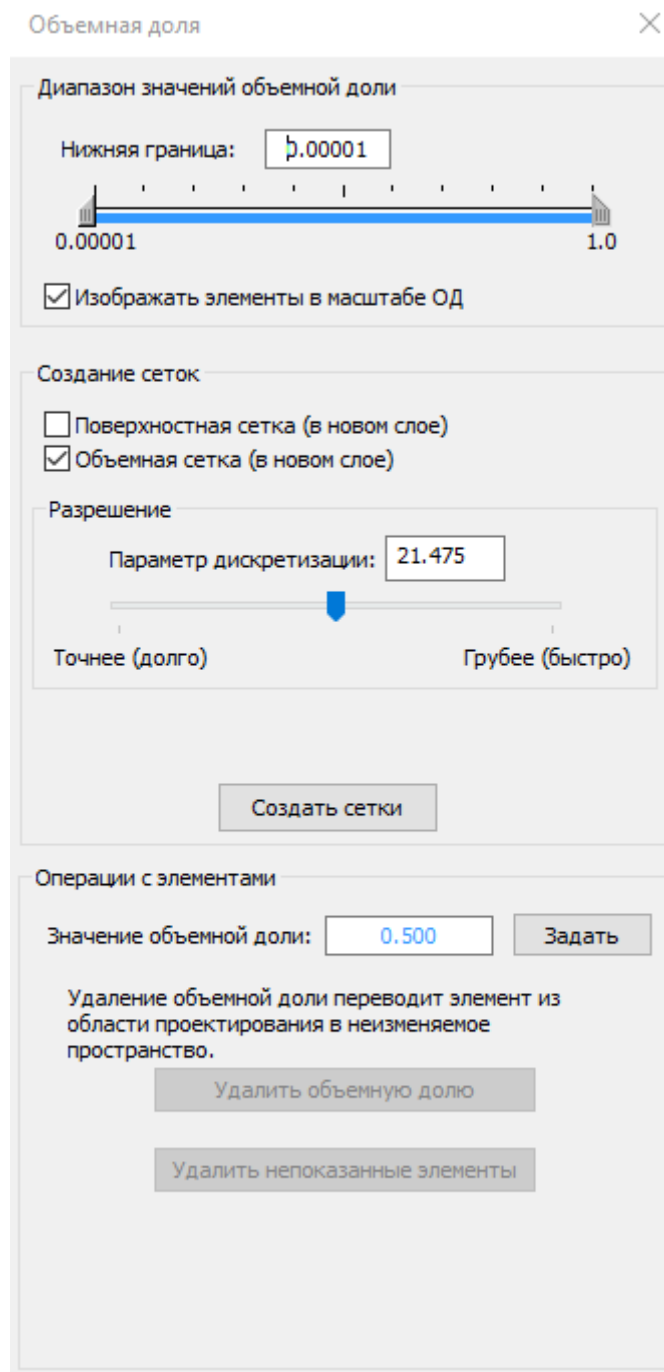 Объемная доля
Диапазон значений объемной доли
Нижняя граница: 0.00001
0.00001 1.0
Изображать элементы в масштабе ОД
Создание сеток
Поверхностная сетка (в новом слое)
Объемная сетка (в новом слое)
Разрешение
Параметр дискретизации: 21.475
Точнее (долго) Грубее (быстро)
Создать сетки
Операции с элементами
Значение объемной доли: 0.500 Задать
Удаление объемной доли переводит элемент из
области проектирования в неизменяемое
пространство.
Удалить объемную долю
Удалить непоказанные элементы